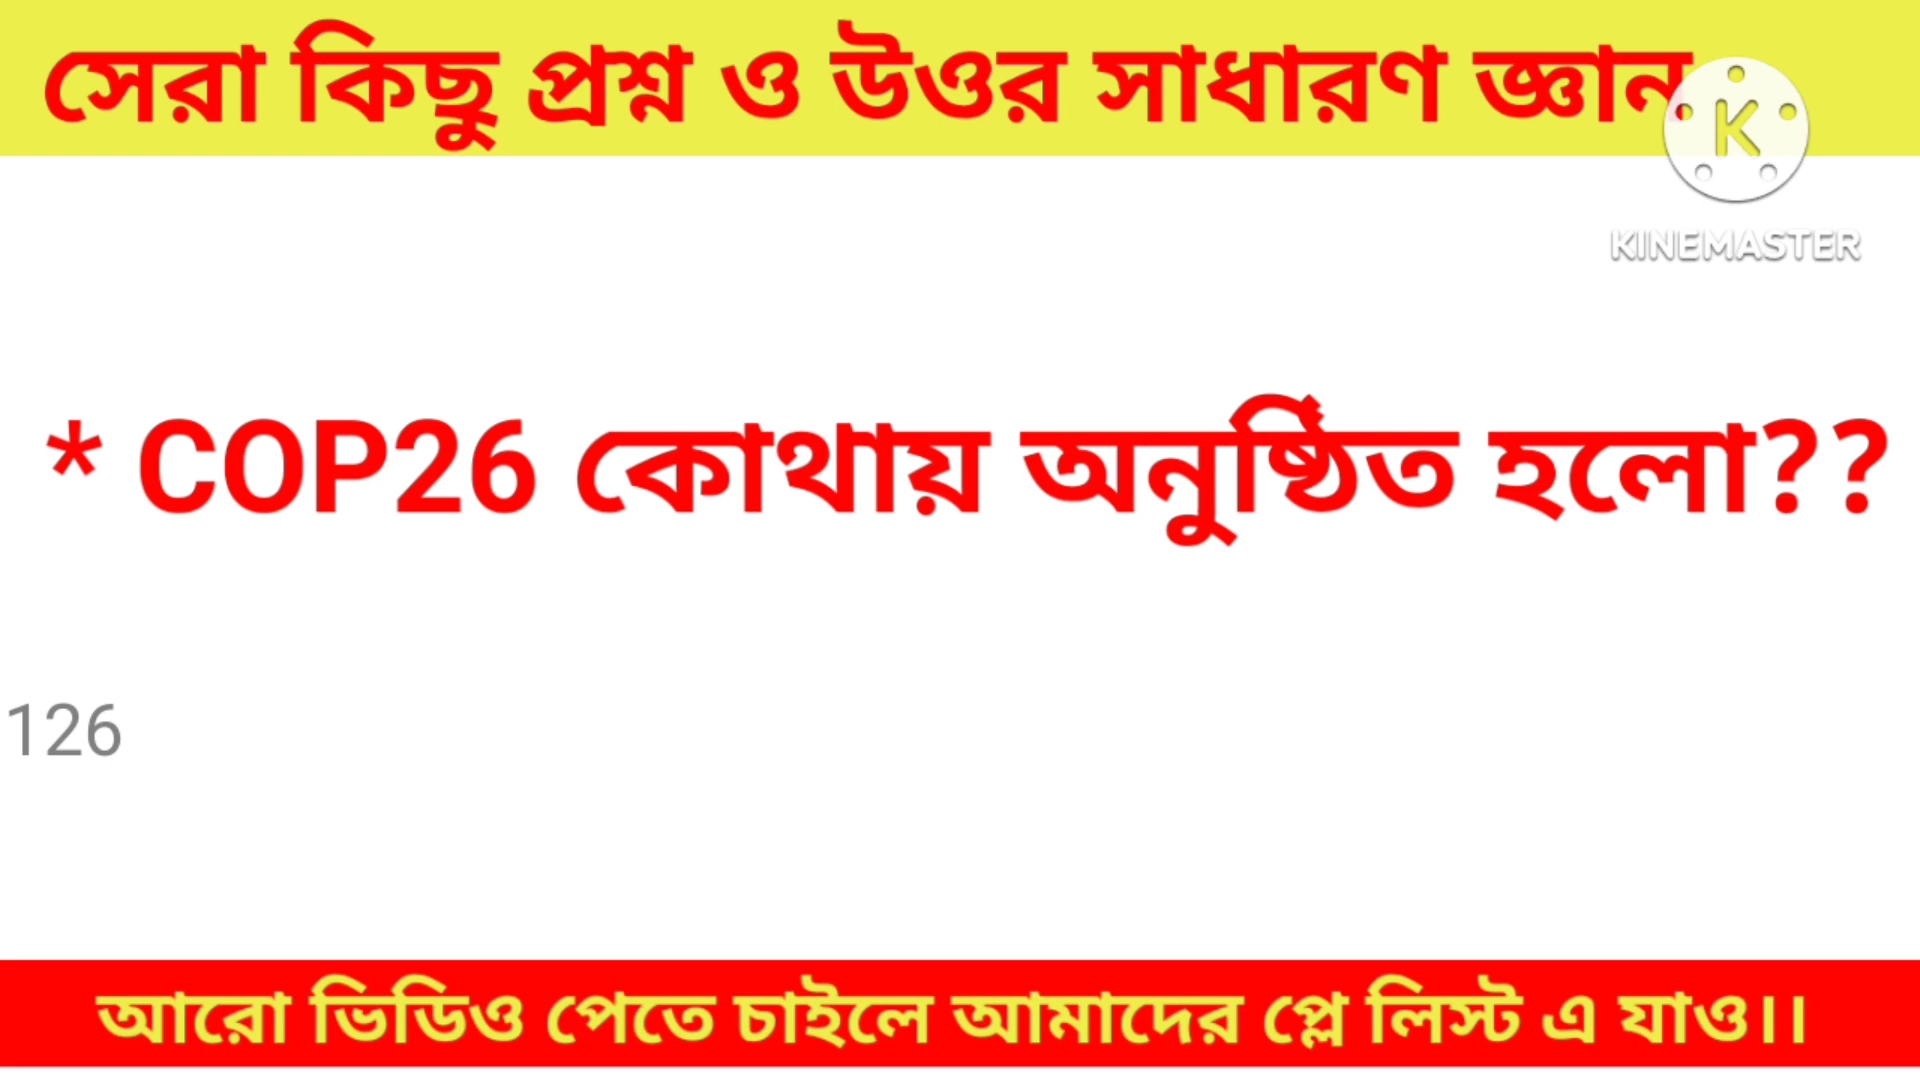 সেরা কিছু প্রশ্ন ও উওর সাধারণ জ্ঞান
K
KINEMASTER
* COP26 কোথায় অনুষ্ঠিত হলো??
126
আরো ভিডিও পেতে চাইলে আমাদের প্লে লিস্ট এ যাও।।